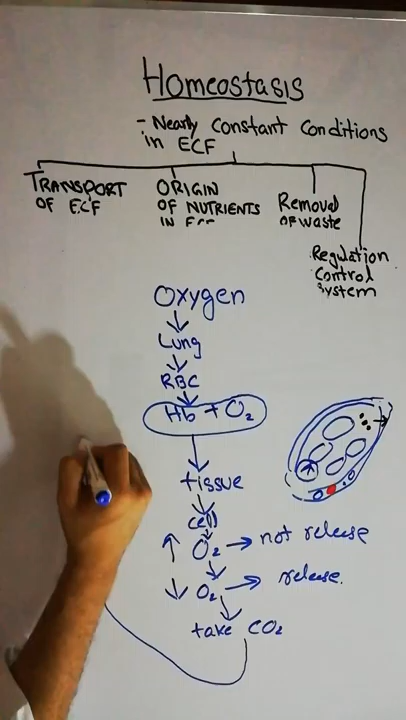 Homeostasis
- Nearly Constant Conditions
in ECF
TRANSPORT
OF ECF
ORIGIN
OF NUTRIENTS
IN
Removal
OF waste
Regulation
Control
System
Oxygen
↓
Lung
↓
RBC
↓
Hb + O₂
↓
tissue
↓
cell
↓
↑ O₂ → not release
↓
↓ O₂ → release.
↓
take CO₂